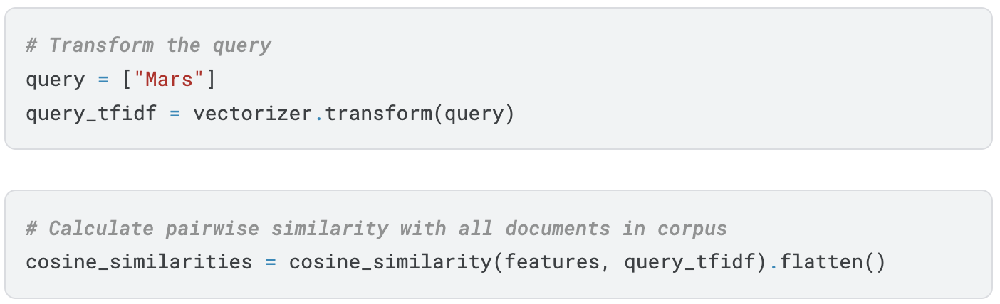 # Transform the query
query = ["Mars"]
query_tfidf = vectorizer.transform(query)
# Calculate pairwise similarity with all documents in corpus
cosine_similarities = cosine_similarity(features, query_tfidf).flatten()